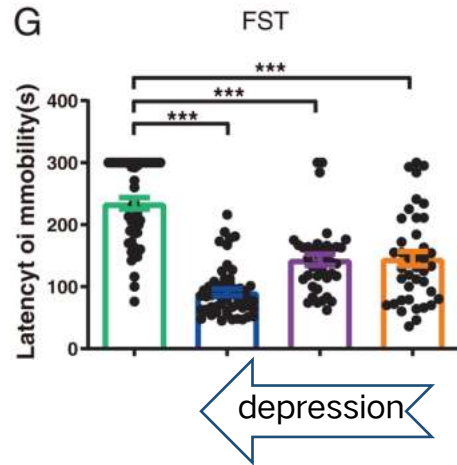 G
FST
***
***
***
Latencyt oi mmobility(s)
400
300
200
100
0
depression